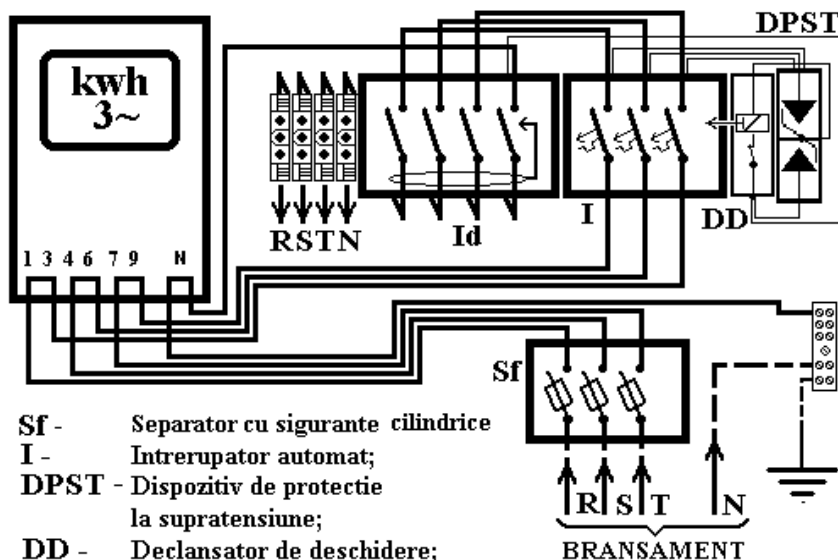 DPST
kwh
3~
RSTN
Id
I
DD
1 3 4 6 7 9 N
Sf
Sf - Separator cu sigurante cilindrice
I - Intrerupator automat;
DPST - Dispozitiv de protectie
la supratensiune;
DD - Declansator de deschidere;
R S T N
BRANSAMENT